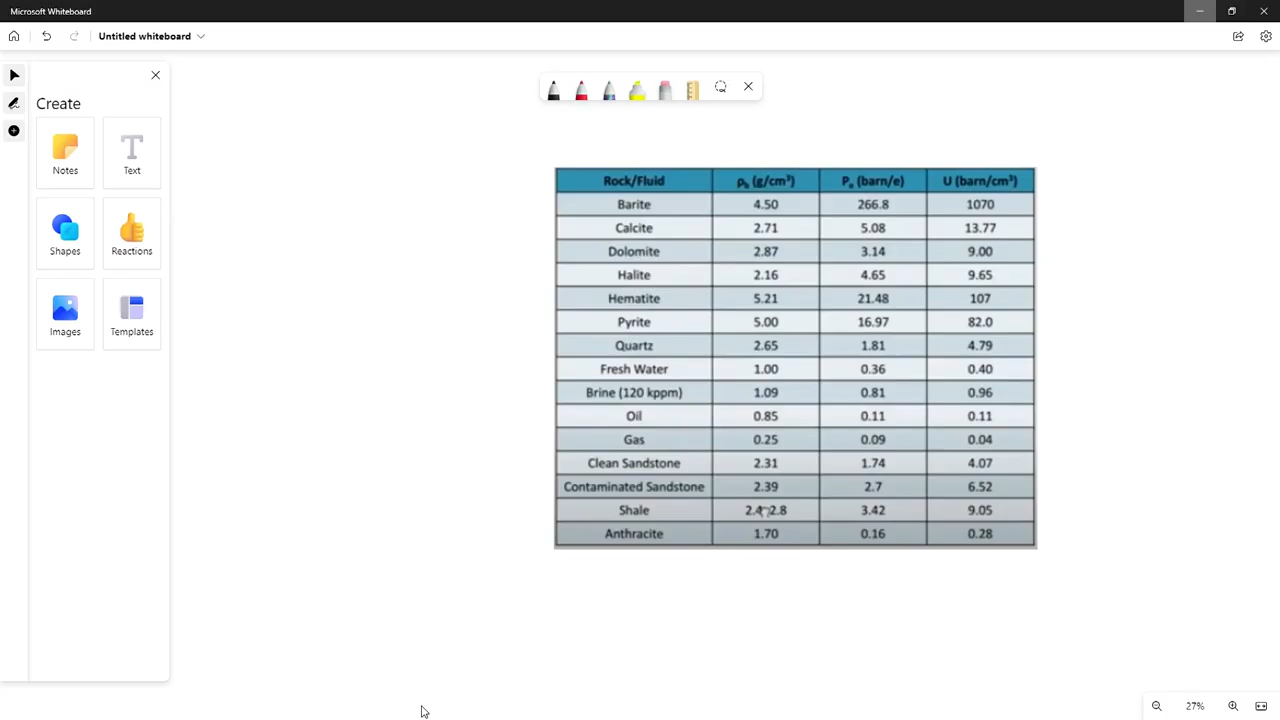 Microsoft Whiteboard
Untitled whiteboard
Create
Notes
Text
Shapes
Reactions
Images
Templates
Rock/Fluid ρb (g/cm³) Pe (barn/e) U (barn/cm³)
Barite 4.50 266.8 1070
Calcite 2.71 5.08 13.77
Dolomite 2.87 3.14 9.00
Halite 2.16 4.65 9.65
Hematite 5.21 21.48 107
Pyrite 5.00 16.97 82.0
Quartz 2.65 1.81 4.79
Fresh Water 1.00 0.36 0.40
Brine (120 kppm) 1.09 0.81 0.96
Oil 0.85 0.11 0.11
Gas 0.25 0.09 0.04
Clean Sandstone 2.31 1.74 4.07
Contaminated Sandstone 2.39 2.7 6.52
Shale 2.8 3.42 9.05
Anthracite 1.70 0.16 0.28
27%